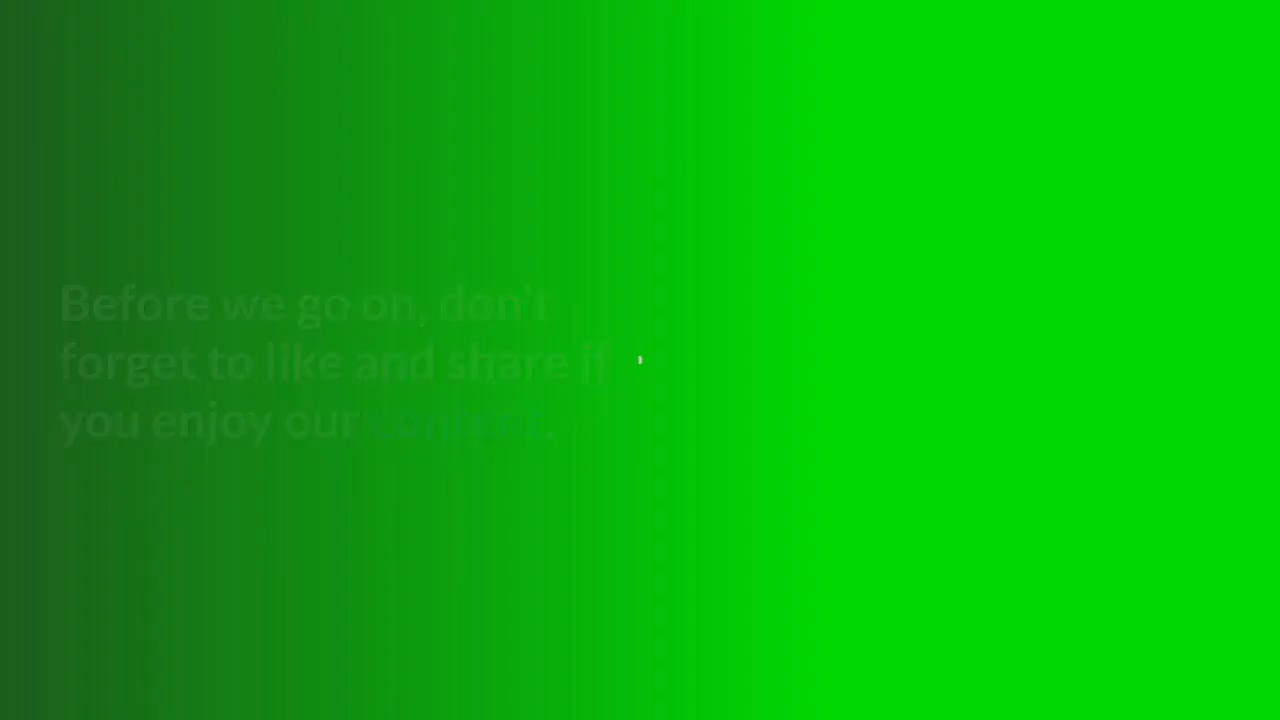 Before we go on, don't
forget to like and share if
you enjoy our content.